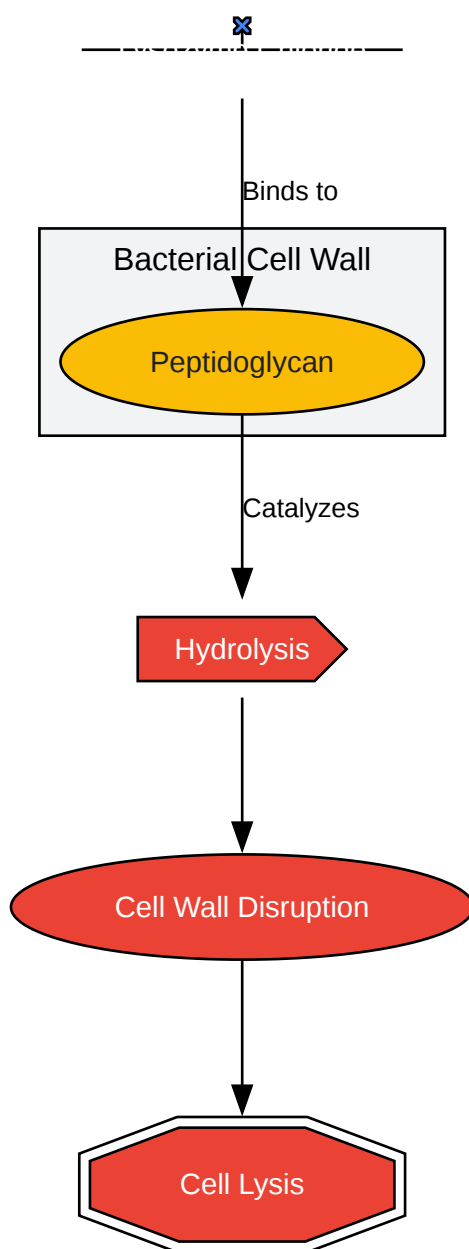 Binds to
Bacterial Cell Wall
Peptidoglycan
Catalyzes
Hydrolysis
Cell Wall Disruption
Cell Lysis